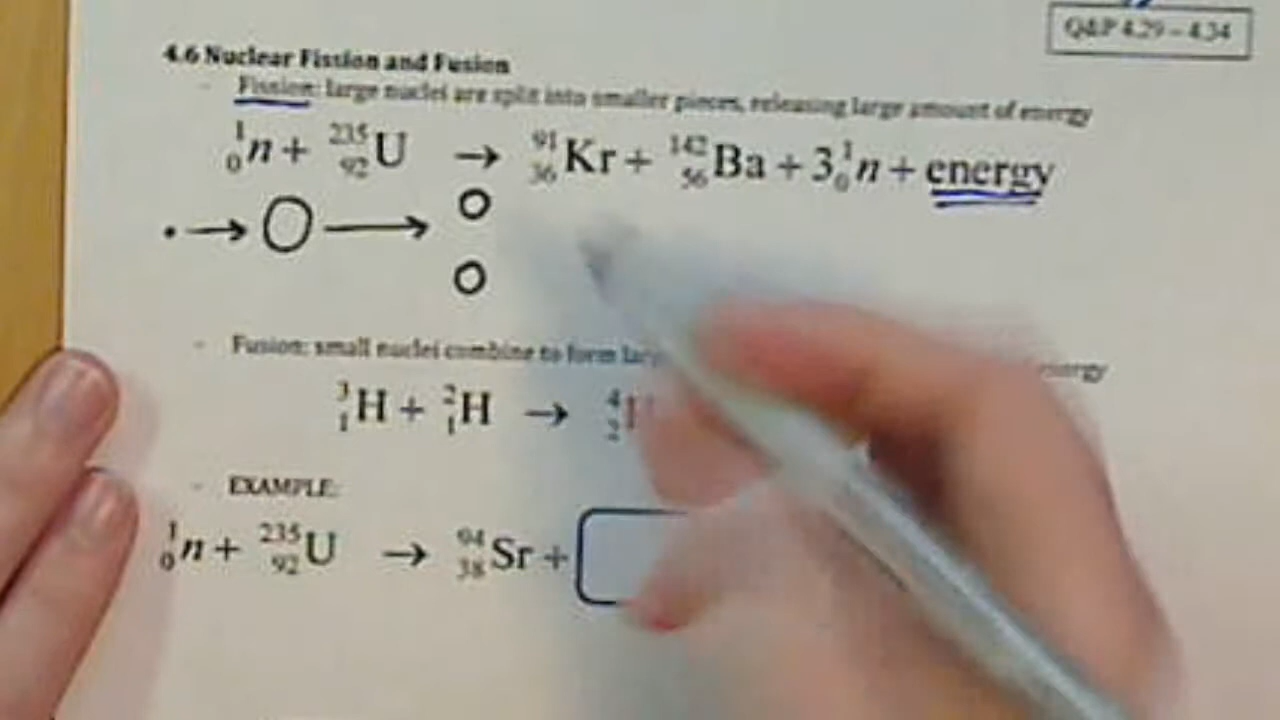 Q&P 4.29 – 4.34
4.6 Nuclear Fission and Fusion
- Fission: large nuclei are split into smaller pieces, releasing large amount of energy
¹₀n + ²³⁵₉₂U → ⁹¹₃₆Kr + ¹⁴²₅₆Ba + 3¹₀n + energy
- Fusion: small nuclei combine to form energy
³₁H + ²₁H → ⁴₂
- EXAMPLE:
¹₀n + ²³⁵₉₂U → ⁹⁴₃₈Sr +